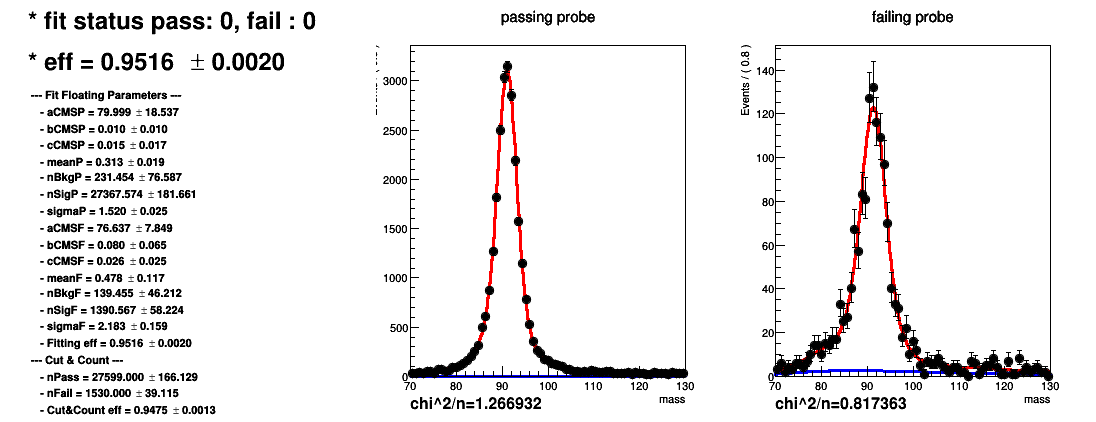 * fit status pass: 0, fail : 0
* eff = 0.9516 ± 0.0020
--- Fit Floating Parameters ---
- aCMSP = 79.999 ± 18.537
- bCMSP = 0.010 ± 0.010
- cCMSP = 0.015 ± 0.017
- meanP = 0.313 ± 0.019
- nBkgP = 231.454 ± 76.587
- nSigP = 27367.574 ± 181.661
- sigmaP = 1.520 ± 0.025
- aCMSF = 76.637 ± 7.849
- bCMSF = 0.080 ± 0.065
- cCMSF = 0.026 ± 0.025
- meanF = 0.478 ± 0.117
- nBkgF = 139.455 ± 46.212
- nSigF = 1390.567 ± 58.224
- sigmaF = 2.183 ± 0.159
- Fitting eff = 0.9516 ± 0.0020
--- Cut & Count ---
- nPass = 27599.000 ± 166.129
- nFail = 1530.000 ± 39.115
- Cut&Count eff = 0.9475 ± 0.0013
passing probe
3000
2500
2000
1500
1000
500
0
70 80 90 100 110 120 130
mass
chi^2/n=1.266932
failing probe
Events / ( 0.8 )
140
120
100
80
60
40
20
0
70 80 90 100 110 120 130
mass
chi^2/n=0.817363